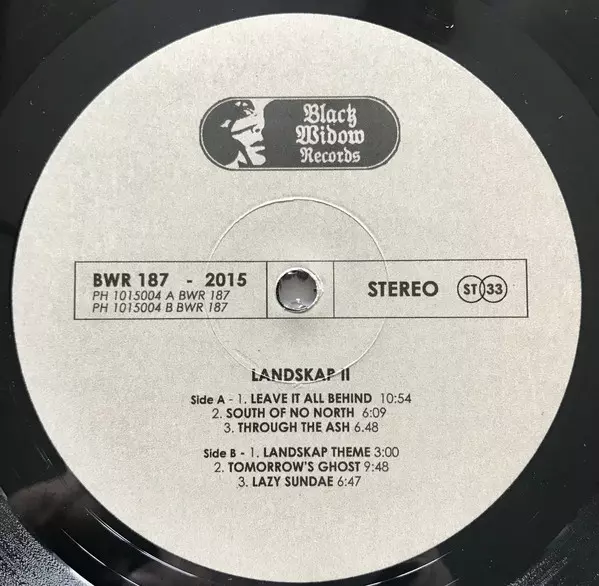 Black
Widow
Records
BWR 187 - 2015
PH 1015004 A BWR 187
PH 1015004 B BWR 187
STEREO ST 33
LANDSKAP II
Side A - 1. LEAVE IT ALL BEHIND 10:54
2. SOUTH OF NO NORTH 6:09
3. THROUGH THE ASH 6.48
Side B - 1. LANDSKAP THEME 3:00
2. TOMORROW'S GHOST 9:48
3. LAZY SUNDAE 6:47